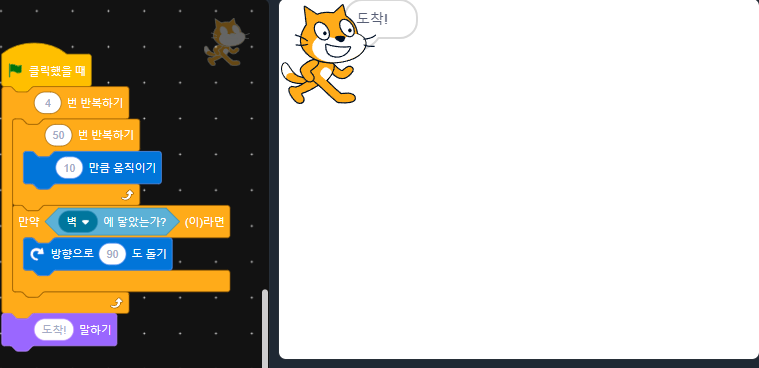 클릭했을 때
4 번 반복하기
50 번 반복하기
10 만큼 움직이기
만약 벽 에 닿았는가? (이)라면
방향으로 90 도 돌기
도착! 말하기
도착!